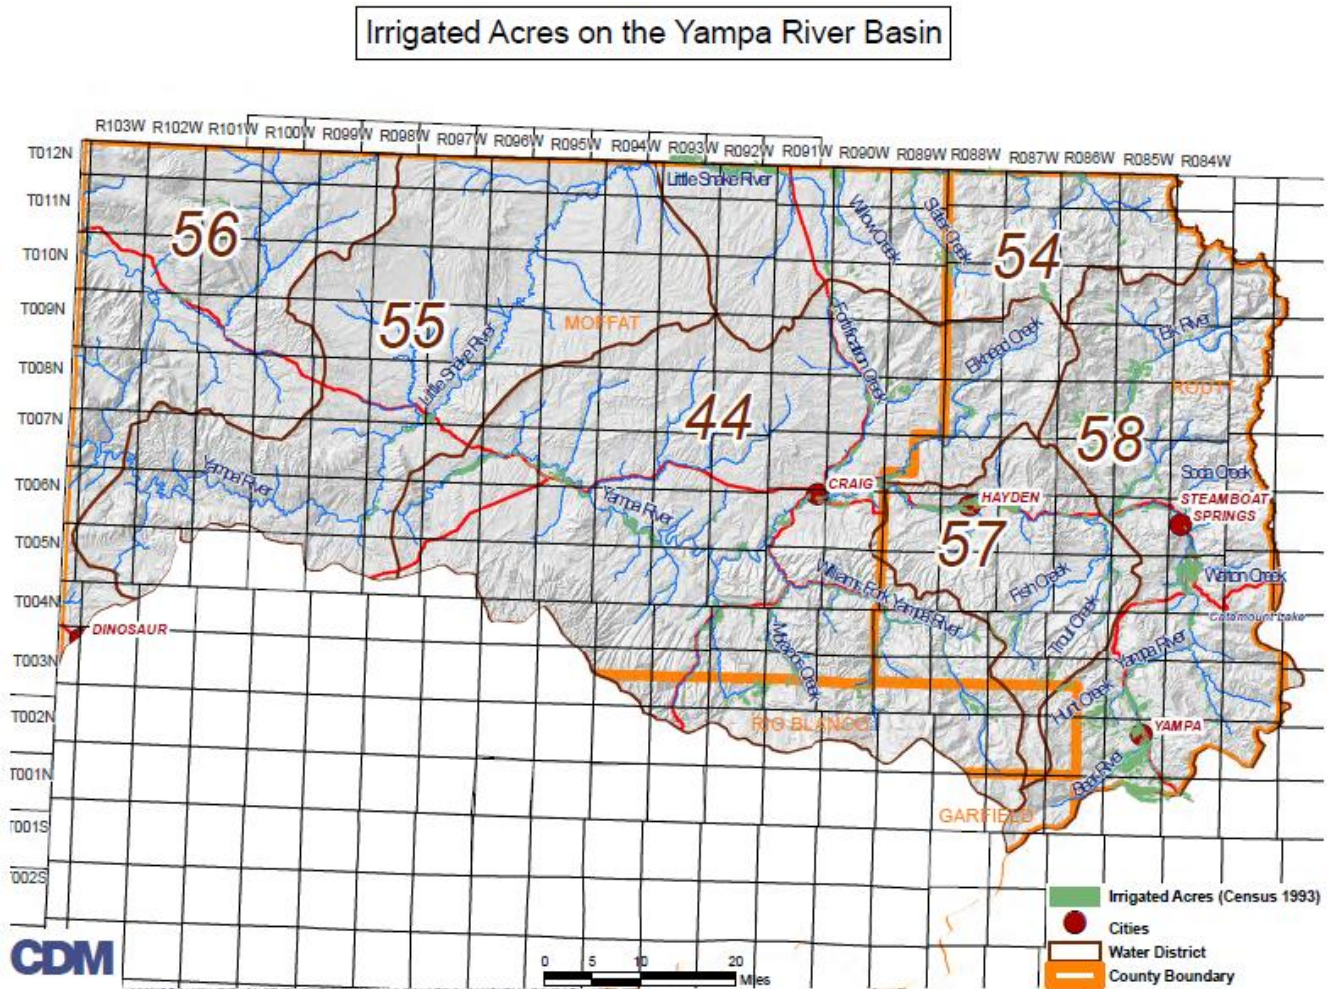 Irrigated Acres on the Yampa River Basin
R103W R102W R101W R100W R099W R098W R097W R096W R095W R094W R093W R092W R091W R090W R089W R088W R087W R086W R085W R084W
T012N
Little Snake River
T011N
Willow Creek
Slater Creek
56
54
T010N
T009N
55
MOFFAT
Fortification Creek
Elk River
Elkhead Creek
Little Snake River
T008N
ROUTT
44
58
T007N
Yampa River
Soda Creek
T006N
CRAIG
HAYDEN
STEAMBOAT
SPRINGS
Yampa River
57
T005N
Williams Fork Yampa River
Fish Creek
Walton Creek
T004N
Trout Creek
Catamount Lake
DINOSAUR
Morapos Creek
Yampa River
T003N
Hunt Creek
T002N
RIO BLANCO
YAMPA
T001N
Bear River
GARFIELD
T001S
T002S
Irrigated Acres (Census 1993)
Cities
Water District
County Boundary
CDM
0 5 10 20
Miles